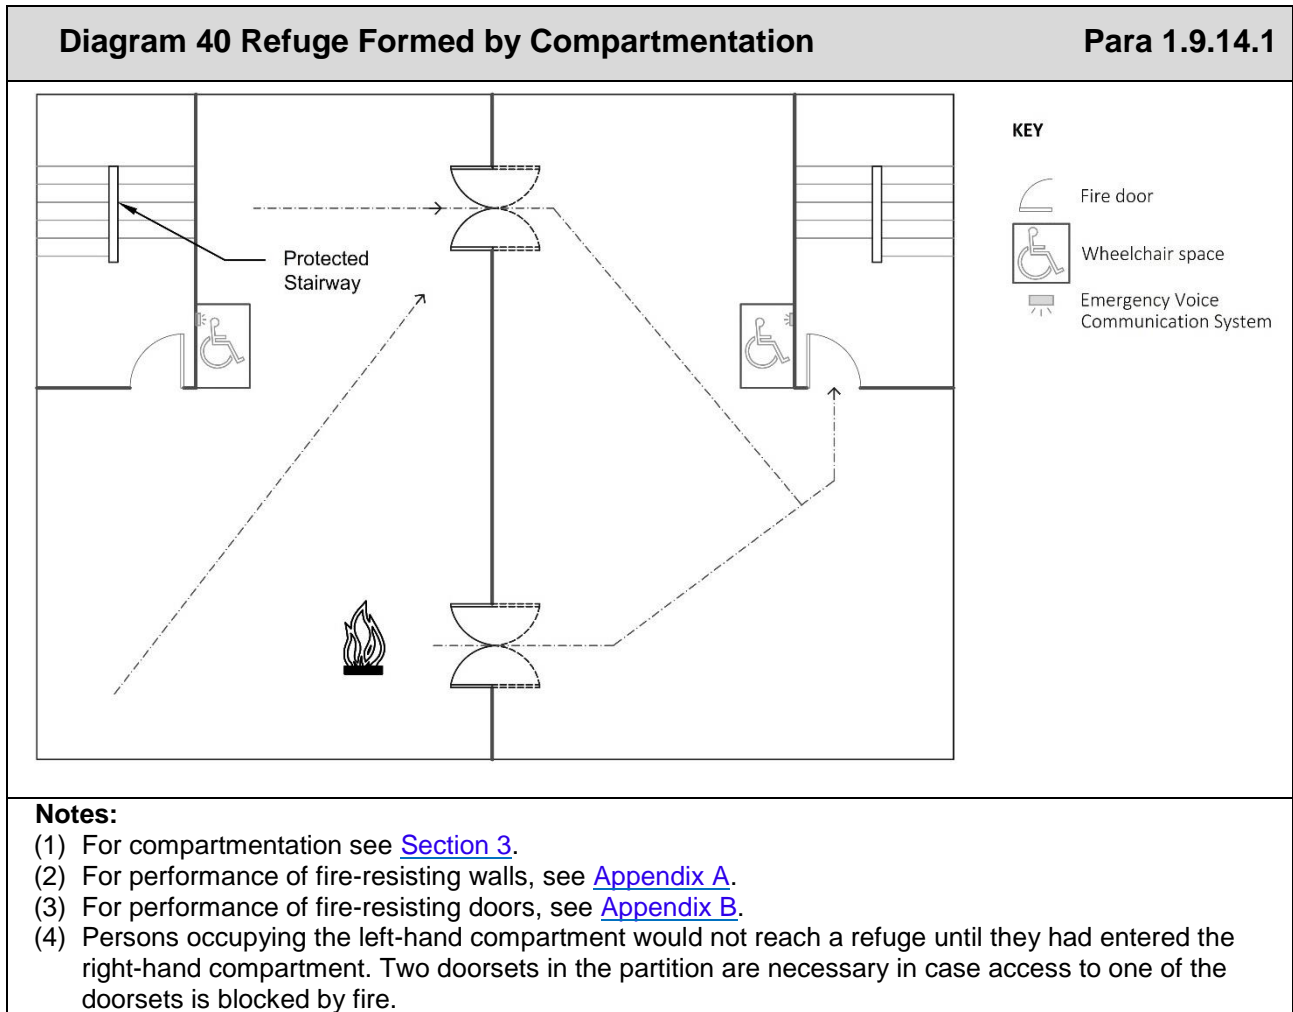 Diagram 40 Refuge Formed by Compartmentation Para 1.9.14.1
KEY
Fire door
Wheelchair space
Emergency Voice
Communication System
Protected
Stairway
Notes:
(1) For compartmentation see Section 3.
(2) For performance of fire-resisting walls, see Appendix A.
(3) For performance of fire-resisting doors, see Appendix B.
(4) Persons occupying the left-hand compartment would not reach a refuge until they had entered the
right-hand compartment. Two doorsets in the partition are necessary in case access to one of the
doorsets is blocked by fire.